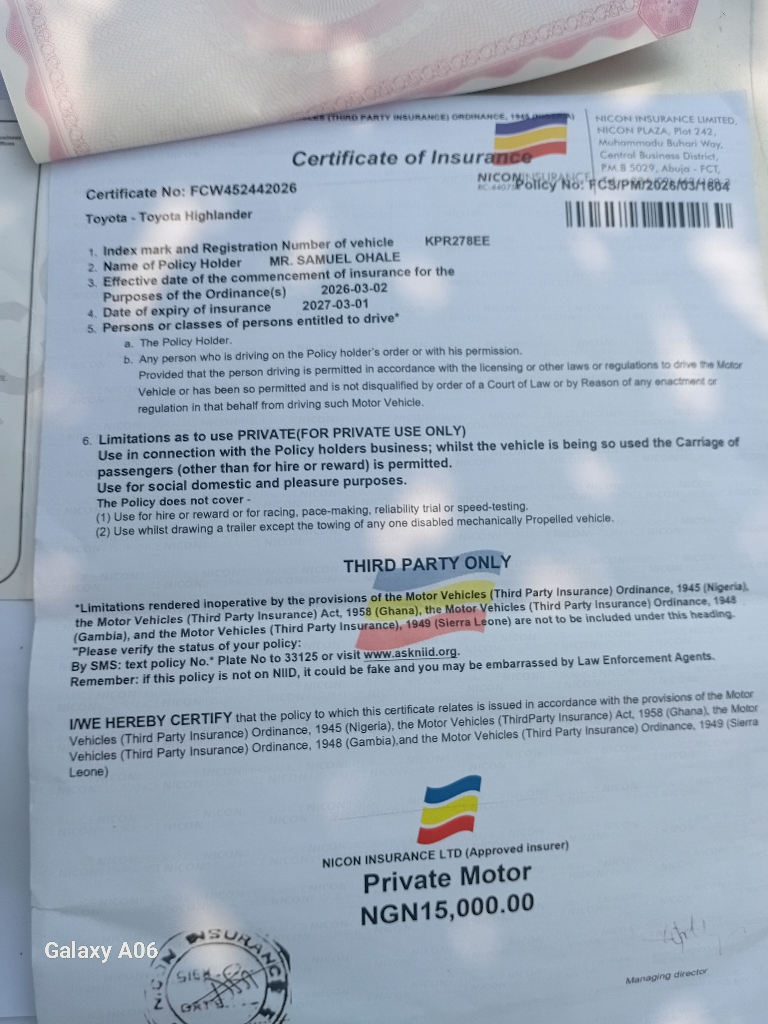 (THIRD PARTY INSURANCE) ORDINANCE, 1945 (NIGERIA)
NICON INSURANCE LIMITED,
NICON PLAZA, Plot 242,
Muhammadu Buhari Way,
Central Business District,
P.M.B 5029, Abuja - FCT,
Certificate of Insurance
NICON INSURANCE
Certificate No: FCW452442026
Policy No: FCS/PM/2026/03/1804
Toyota - Toyota Highlander
1. Index mark and Registration Number of vehicle KPR278EE
2. Name of Policy Holder MR. SAMUEL OHALE
3. Effective date of the commencement of insurance for the
Purposes of the Ordinance(s) 2026-03-02
4. Date of expiry of insurance 2027-03-01
5. Persons or classes of persons entitled to drive*
a. The Policy Holder.
b. Any person who is driving on the Policy holder's order or with his permission.
Provided that the person driving is permitted in accordance with the licensing or other laws or regulations to drive the Motor
Vehicle or has been so permitted and is not disqualified by order of a Court of Law or by Reason of any enactment or
regulation in that behalf from driving such Motor Vehicle.
6. Limitations as to use PRIVATE(FOR PRIVATE USE ONLY)
Use in connection with the Policy holders business; whilst the vehicle is being so used the Carriage of
passengers (other than for hire or reward) is permitted.
Use for social domestic and pleasure purposes.
The Policy does not cover -
(1) Use for hire or reward or for racing, pace-making, reliability trial or speed-testing.
(2) Use whilst drawing a trailer except the towing of any one disabled mechanically Propelled vehicle.
THIRD PARTY ONLY
*Limitations rendered inoperative by the provisions of the Motor Vehicles (Third Party Insurance) Ordinance, 1945 (Nigeria),
the Motor Vehicles (Third Party Insurance) Act, 1958 (Ghana), the Motor Vehicles (Third Party Insurance) Ordinance, 1948
(Gambia), and the Motor Vehicles (Third Party Insurance), 1949 (Sierra Leone) are not to be included under this heading.
"Please verify the status of your policy:
By SMS: text policy No.* Plate No to 33125 or visit www.askniid.org.
Remember: if this policy is not on NIID, it could be fake and you may be embarrassed by Law Enforcement Agents.
I/WE HEREBY CERTIFY that the policy to which this certificate relates is issued in accordance with the provisions of the Motor
Vehicles (Third Party Insurance) Ordinance, 1945 (Nigeria), the Motor Vehicles (ThirdParty Insurance) Act, 1958 (Ghana), the Motor
Vehicles (Third Party Insurance) Ordinance, 1948 (Gambia),and the Motor Vehicles (Third Party Insurance) Ordinance, 1949 (Sierra
Leone)
NICON INSURANCE LTD (Approved insurer)
Private Motor
NGN15,000.00
NICON INSURANCE
Managing director
Galaxy A06